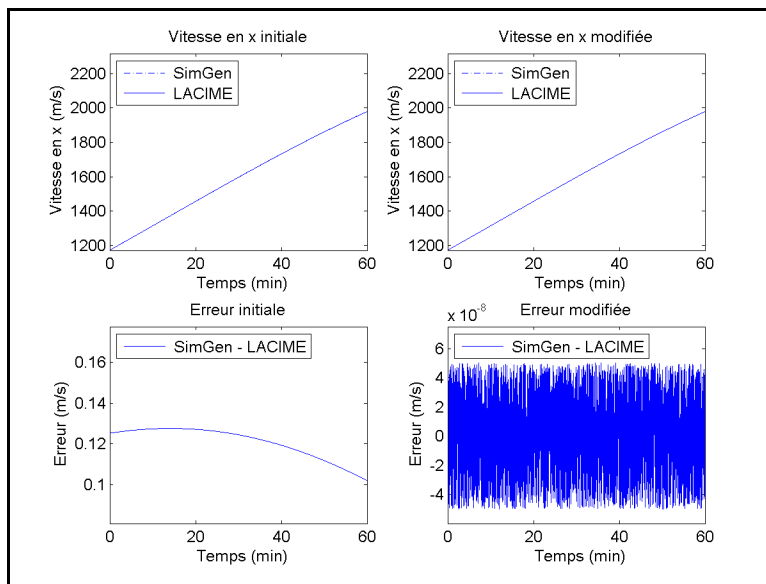 Vitesse en x initiale
2200
2000
1800
1600
1400
1200
Vitesse en x (m/s)
SimGen
LACIME
0 20 40 60
Temps (min)
Vitesse en x modifiée
2200
2000
1800
1600
1400
1200
Vitesse en x (m/s)
SimGen
LACIME
0 20 40 60
Temps (min)
Erreur initiale
0.16
0.14
0.12
0.1
Erreur (m/s)
SimGen - LACIME
0 20 40 60
Temps (min)
Erreur modifiée
x 10⁻⁸
6
4
2
0
-2
-4
Erreur (m/s)
SimGen - LACIME
0 20 40 60
Temps (min)